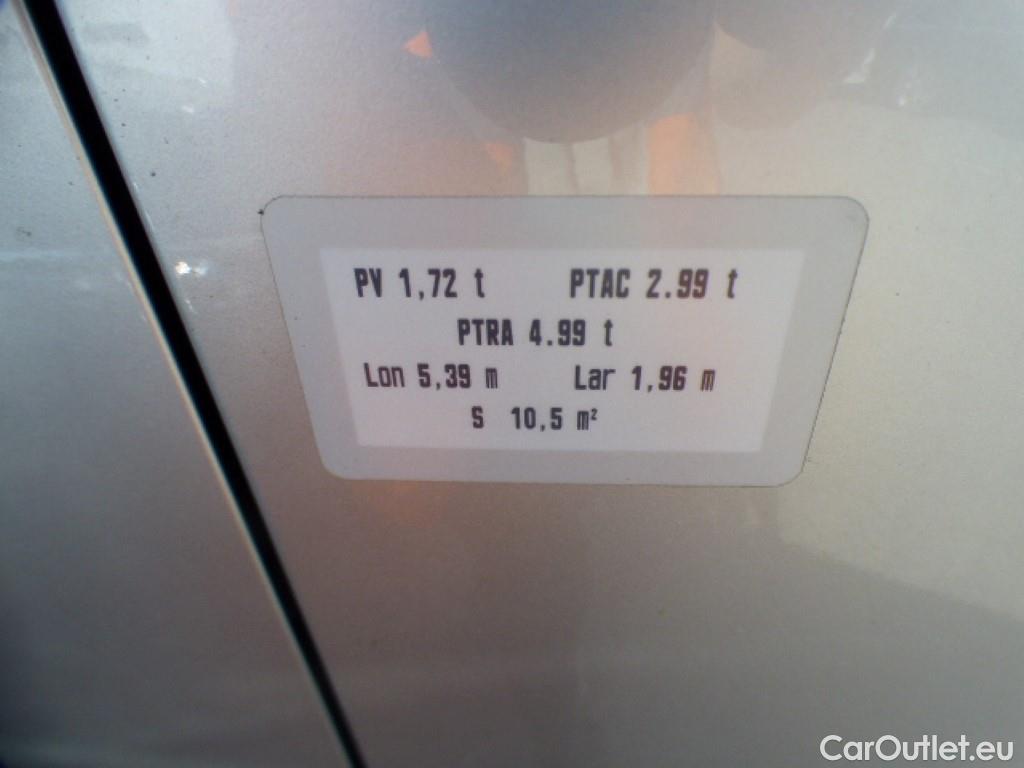 PV 1,72 t PTAC 2.99 t
PTRA 4.99 t
Lon 5,39 m Lar 1,96 m
S 10,5 m²
CarOutlet.eu